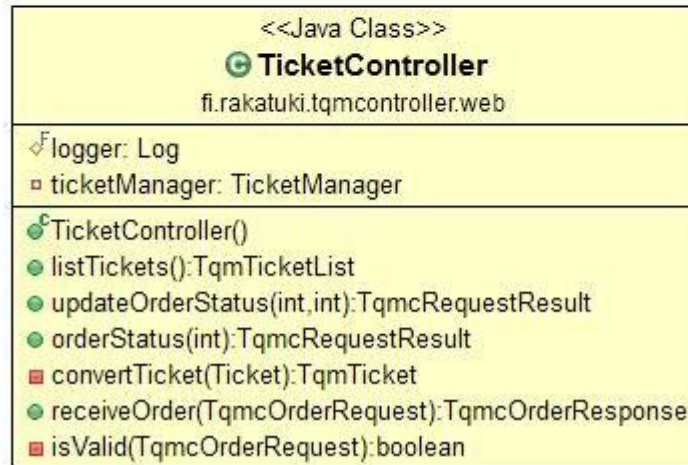 <<Java Class>>
TicketController
fi.rakatuki.tqmcontroller.web
logger: Log
ticketManager: TicketManager
TicketController()
listTickets():TqmTicketList
updateOrderStatus(int,int):TqmcRequestResult
orderStatus(int):TqmcRequestResult
convertTicket(Ticket):TqmTicket
receiveOrder(TqmcOrderRequest):TqmcOrderResponse
isValid(TqmcOrderRequest):boolean